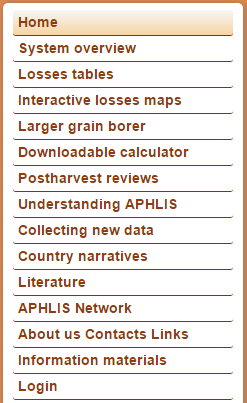 Home
System overview
Losses tables
Interactive losses maps
Larger grain borer
Downloadable calculator
Postharvest reviews
Understanding APHLIS
Collecting new data
Country narratives
Literature
APHLIS Network
About us Contacts Links
Information materials
Login